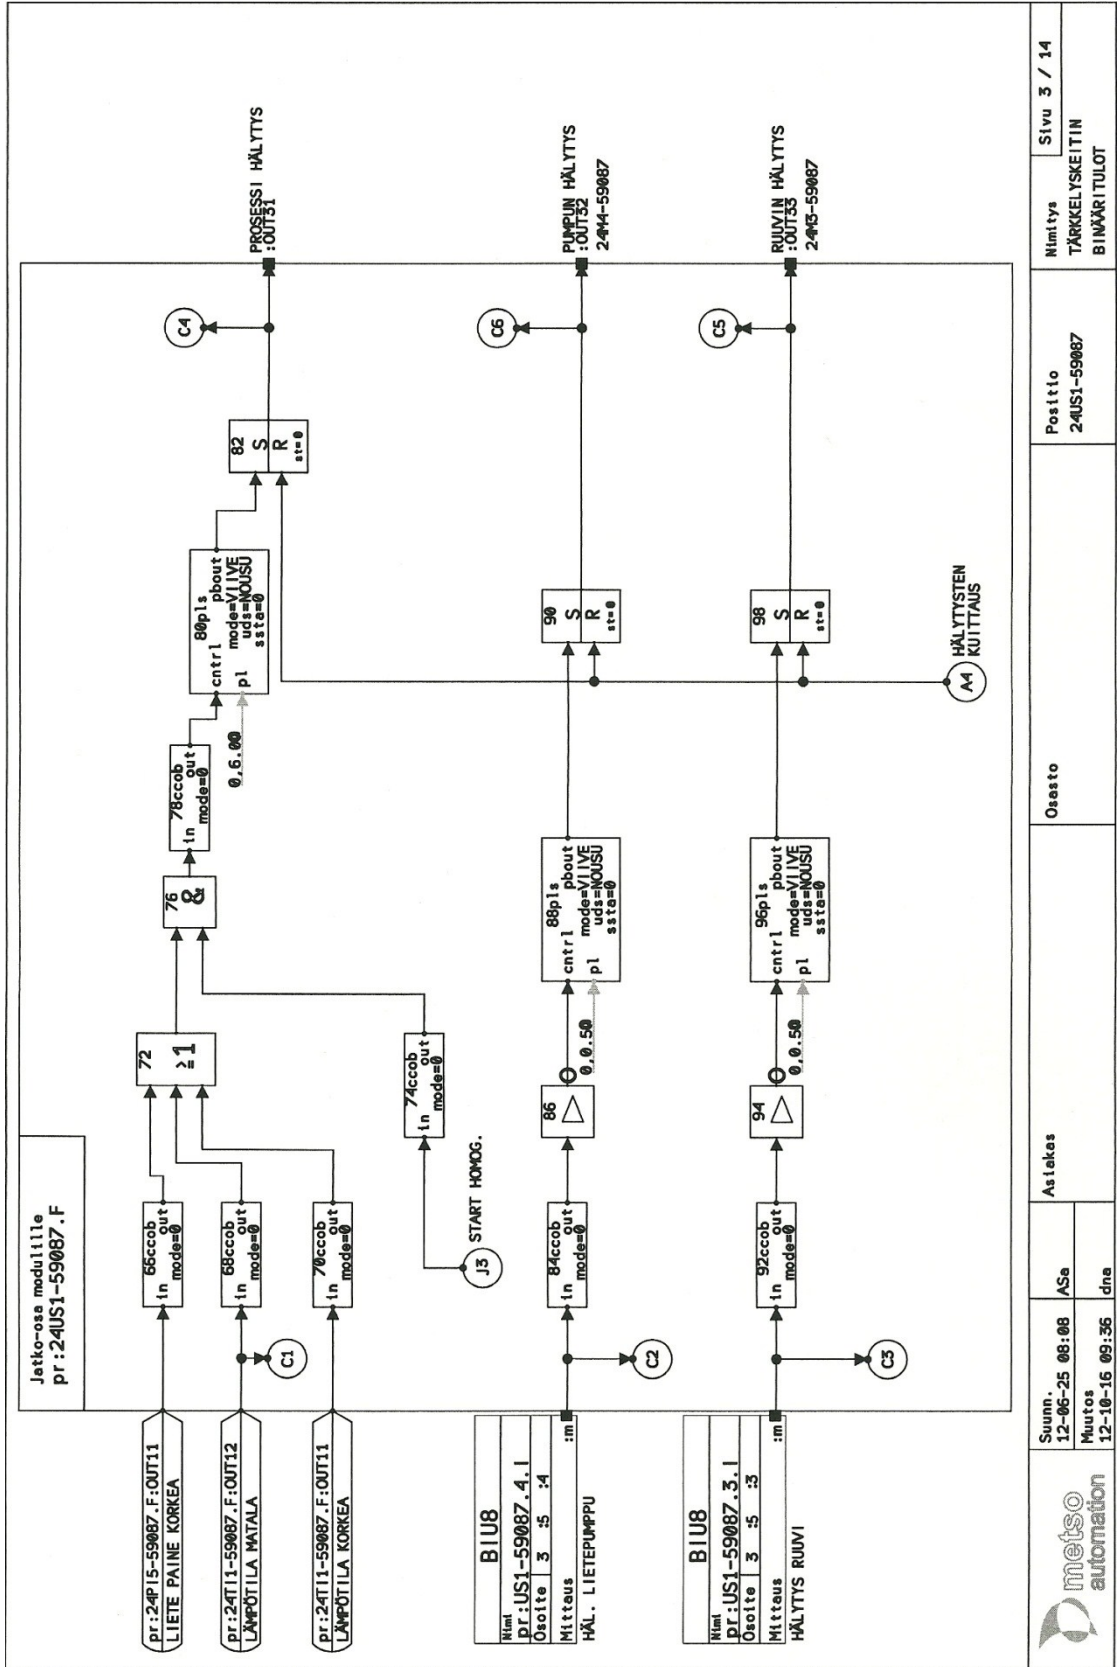 Jatko-osa modulille
pr:24US1-59087.F
pr:24PI5-59087.F:OUT11
LIETE PAINE KORKEA
pr:24TI1-59087.F:OUT12
LÄMPÖTILA MATALA
pr:24TI1-59087.F:OUT11
LÄMPÖTILA KORKEA
C1
66ccob
in out
mode=0
68ccob
in out
mode=0
70ccob
in out
mode=0
72
≥1
J3
START HOMOG.
74ccob
in out
mode=0
76
&
78ccob
in out
mode=0
0,6.00
80pls
cntrl pbout
pl mode=VIIVE
uds=NOUSU
ssta=0
82
S
R
st=0
C4
PROSESSI HÄLYTYS
:OUT31
BIU8
Nimi
pr:US1-59087.4.I
Osoite 3 :5 :4
Mittaus :m
HÄL. LIETEPUMPPU
C2
84ccob
in out
mode=0
86
0,0.50
88pls
cntrl pbout
pl mode=VIIVE
uds=NOUSU
ssta=0
90
S
R
st=0
C6
PUMPUN HÄLYTYS
:OUT32
24M4-59087
BIU8
Nimi
pr:US1-59087.3.I
Osoite 3 :5 :3
Mittaus :m
HÄLYTYS RUUVI
C3
92ccob
in out
mode=0
94
0,0.50
96pls
cntrl pbout
pl mode=VIIVE
uds=NOUSU
ssta=0
98
S
R
st=0
C5
RUUVIN HÄLYTYS
:OUT33
24M3-59087
A4
HÄLYTYSTEN
KUITTAUS
metso
automation
Suunn.
12-06-25 08:08 ASa
Muutos
12-10-16 09:36 dna
Asiakas
Osasto
Positio
24US1-59087
Nimitys
TÄRKKELYSKEITIN
BINÄÄRITULOT
Sivu 3 / 14